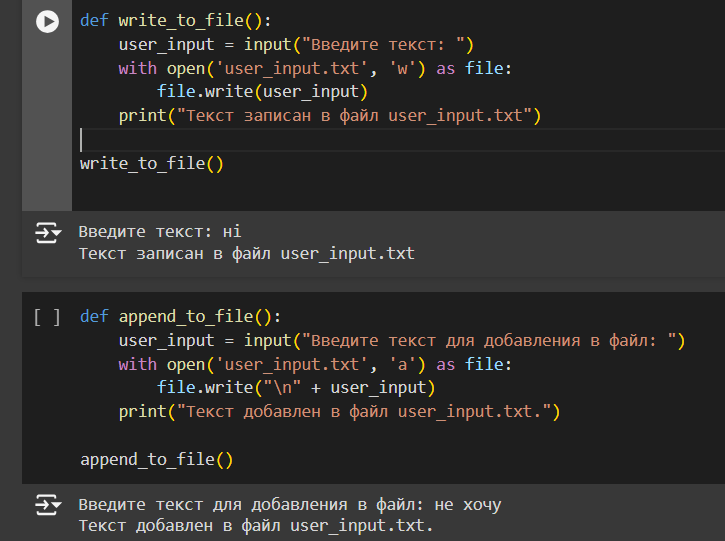 def write_to_file():
    user_input = input("Введите текст: ")
    with open('user_input.txt', 'w') as file:
        file.write(user_input)
    print("Текст записан в файл user_input.txt")
write_to_file()
Введите текст: ні
Текст записан в файл user_input.txt
[ ] def append_to_file():
    user_input = input("Введите текст для добавления в файл: ")
    with open('user_input.txt', 'a') as file:
        file.write("\n" + user_input)
    print("Текст добавлен в файл user_input.txt.")
append_to_file()
Введите текст для добавления в файл: не хочу
Текст добавлен в файл user_input.txt.